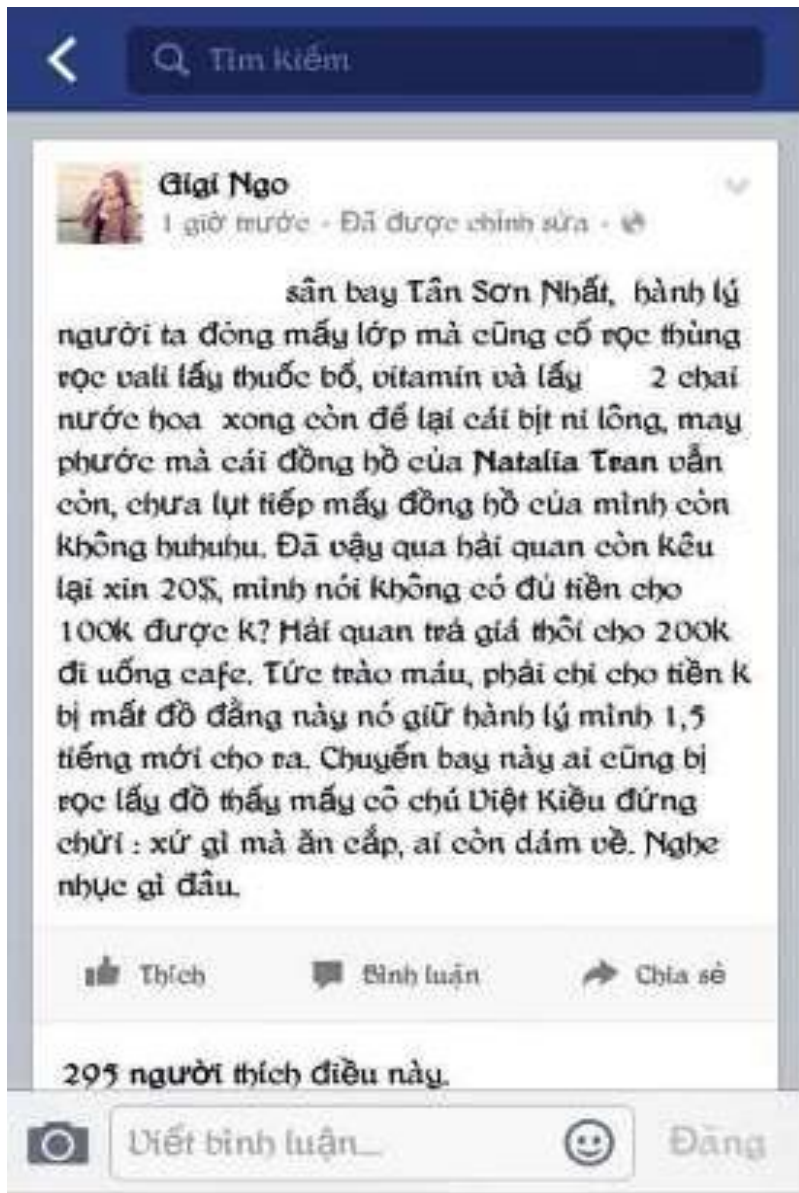 Tìm kiếm
Gigi Ngo
1 giờ trước · Đã được chỉnh sửa ·
sân bay Tân Sơn Nhất, hành lý
người ta đóng mấy lớp mà cũng cố rọc thùng
rọc vali lấy thuốc bổ, vitamin và lấy 2 chai
nước hoa xong còn để lại cái bịt ni lông, may
phước mà cái đồng hồ của Natalia Tran vẫn
còn, chưa lụt tiếp mấy đồng hồ của mình còn
không huhuhu. Đã vậy qua hải quan còn kêu
lại xin 20$, mình nói không có đủ tiền cho
100k được k? Hải quan trả giá thôi cho 200k
đi uống cafe. Tức trào máu, phải chi cho tiền k
bị mất đồ đằng này nó giữ hành lý mình 1,5
tiếng mới cho ra. Chuyến bay này ai cũng bị
rọc lấy đồ thấy mấy cô chú Việt Kiều đứng
chửi : xứ gì mà ăn cắp, ai còn dám về. Nghe
nhục gì đâu.
Thích Bình luận Chia sẻ
295 người thích điều này.
Viết bình luận... Đăng